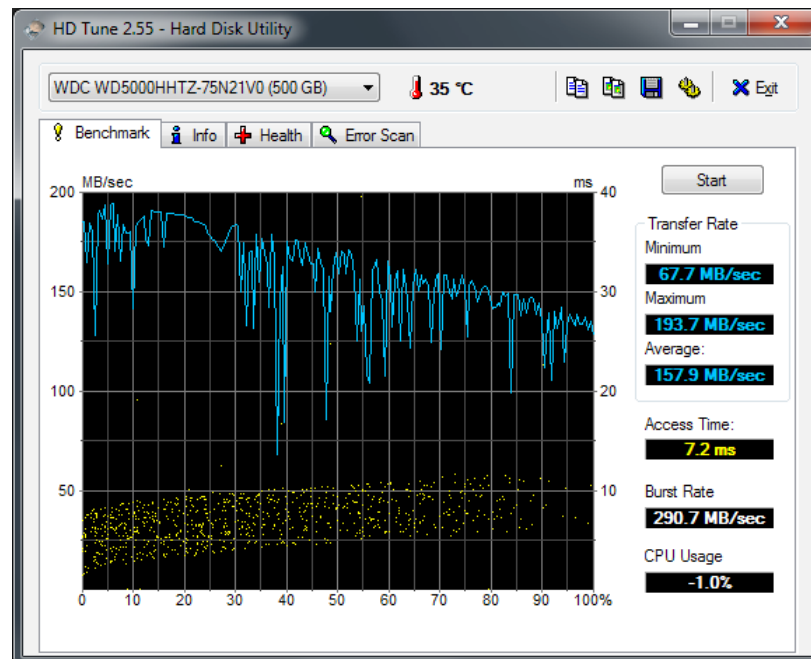 HD Tune 2.55 - Hard Disk Utility
WDC WD5000HHTZ-75N21V0 (500 GB)
35 °C
Exit
Benchmark
Info
Health
Error Scan
MB/sec
ms
200
150
100
50
40
30
20
10
0 10 20 30 40 50 60 70 80 90 100%
Start
Transfer Rate
Minimum
67.7 MB/sec
Maximum
193.7 MB/sec
Average:
157.9 MB/sec
Access Time:
7.2 ms
Burst Rate
290.7 MB/sec
CPU Usage
-1.0%